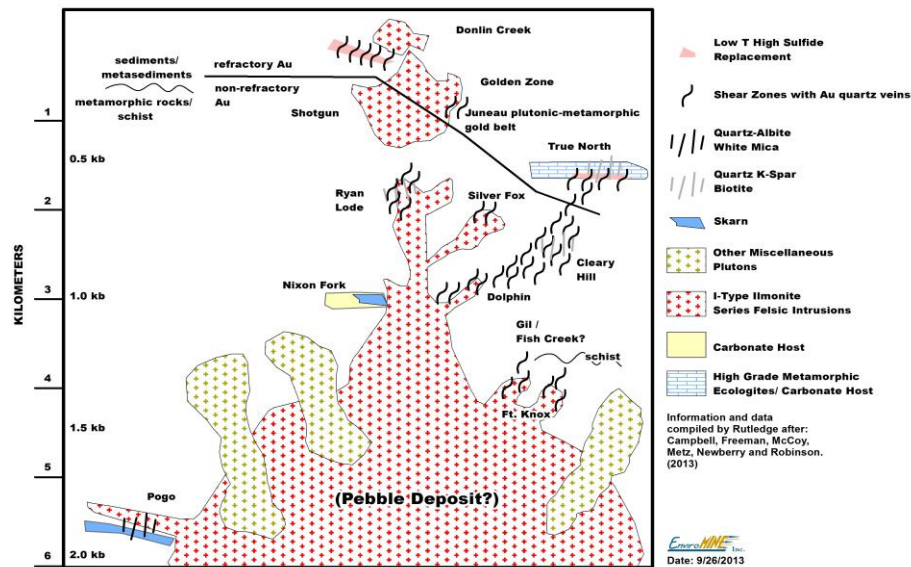 Donlin Creek
sediments/
metasediments
refractory Au
metamorphic rocks/
schist
non-refractory
Au
Golden Zone
Shotgun
Juneau plutonic-metamorphic
gold belt
True North
1
0.5 kb
Ryan
Lode
Silver Fox
2
KILOMETERS
Cleary
Hill
Nixon Fork
3
1.0 kb
Dolphin
Gil /
Fish Creek?
schist
4
Ft. Knox
1.5 kb
5
Pogo
(Pebble Deposit?)
6
2.0 kb
Low T High Sulfide
Replacement
Shear Zones with Au quartz veins
Quartz-Albite
White Mica
Quartz K-Spar
Biotite
Skarn
Other Miscellaneous
Plutons
I-Type Ilmonite
Series Felsic Intrusions
Carbonate Host
High Grade Metamorphic
Ecologites/ Carbonate Host
Information and data
compiled by Rutledge after:
Campbell, Freeman, McCoy,
Metz, Newberry and Robinson.
(2013)
EnviroMINE Inc.
Date: 9/26/2013